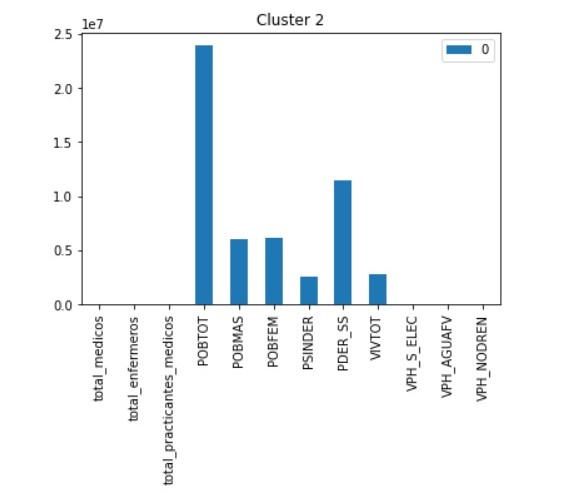 Cluster 2
1e7
2.5
2.0
1.5
1.0
0.5
0.0
0
total_medicos
total_enfermeros
total_practicantes_medicos
POBTOT
POBMAS
POBFEM
PSINDER
PDER_SS
VIVTOT
VPH_S_ELEC
VPH_AGUAFV
VPH_NODREN